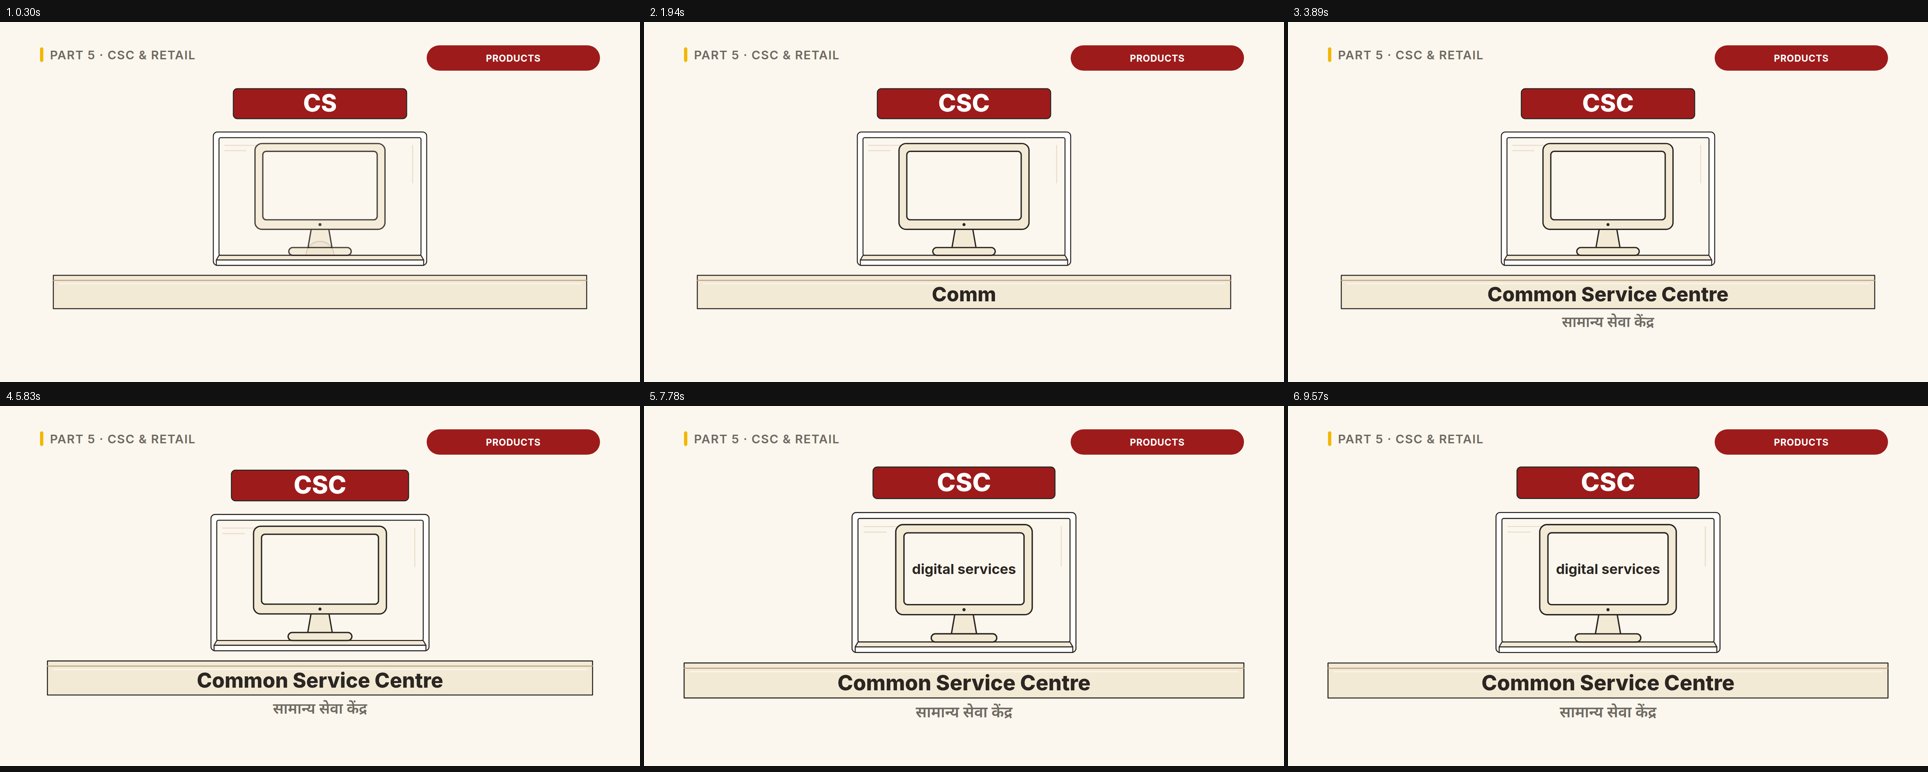 1. 0.30s
PART 5 · CSC & RETAIL
PRODUCTS
CS
2. 1.94s
PART 5 · CSC & RETAIL
PRODUCTS
CSC
Comm
3. 3.89s
PART 5 · CSC & RETAIL
PRODUCTS
CSC
Common Service Centre
सामान्य सेवा केंद्र
4. 5.83s
PART 5 · CSC & RETAIL
PRODUCTS
CSC
Common Service Centre
सामान्य सेवा केंद्र
5. 7.78s
PART 5 · CSC & RETAIL
PRODUCTS
CSC
digital services
Common Service Centre
सामान्य सेवा केंद्र
6. 9.57s
PART 5 · CSC & RETAIL
PRODUCTS
CSC
digital services
Common Service Centre
सामान्य सेवा केंद्र